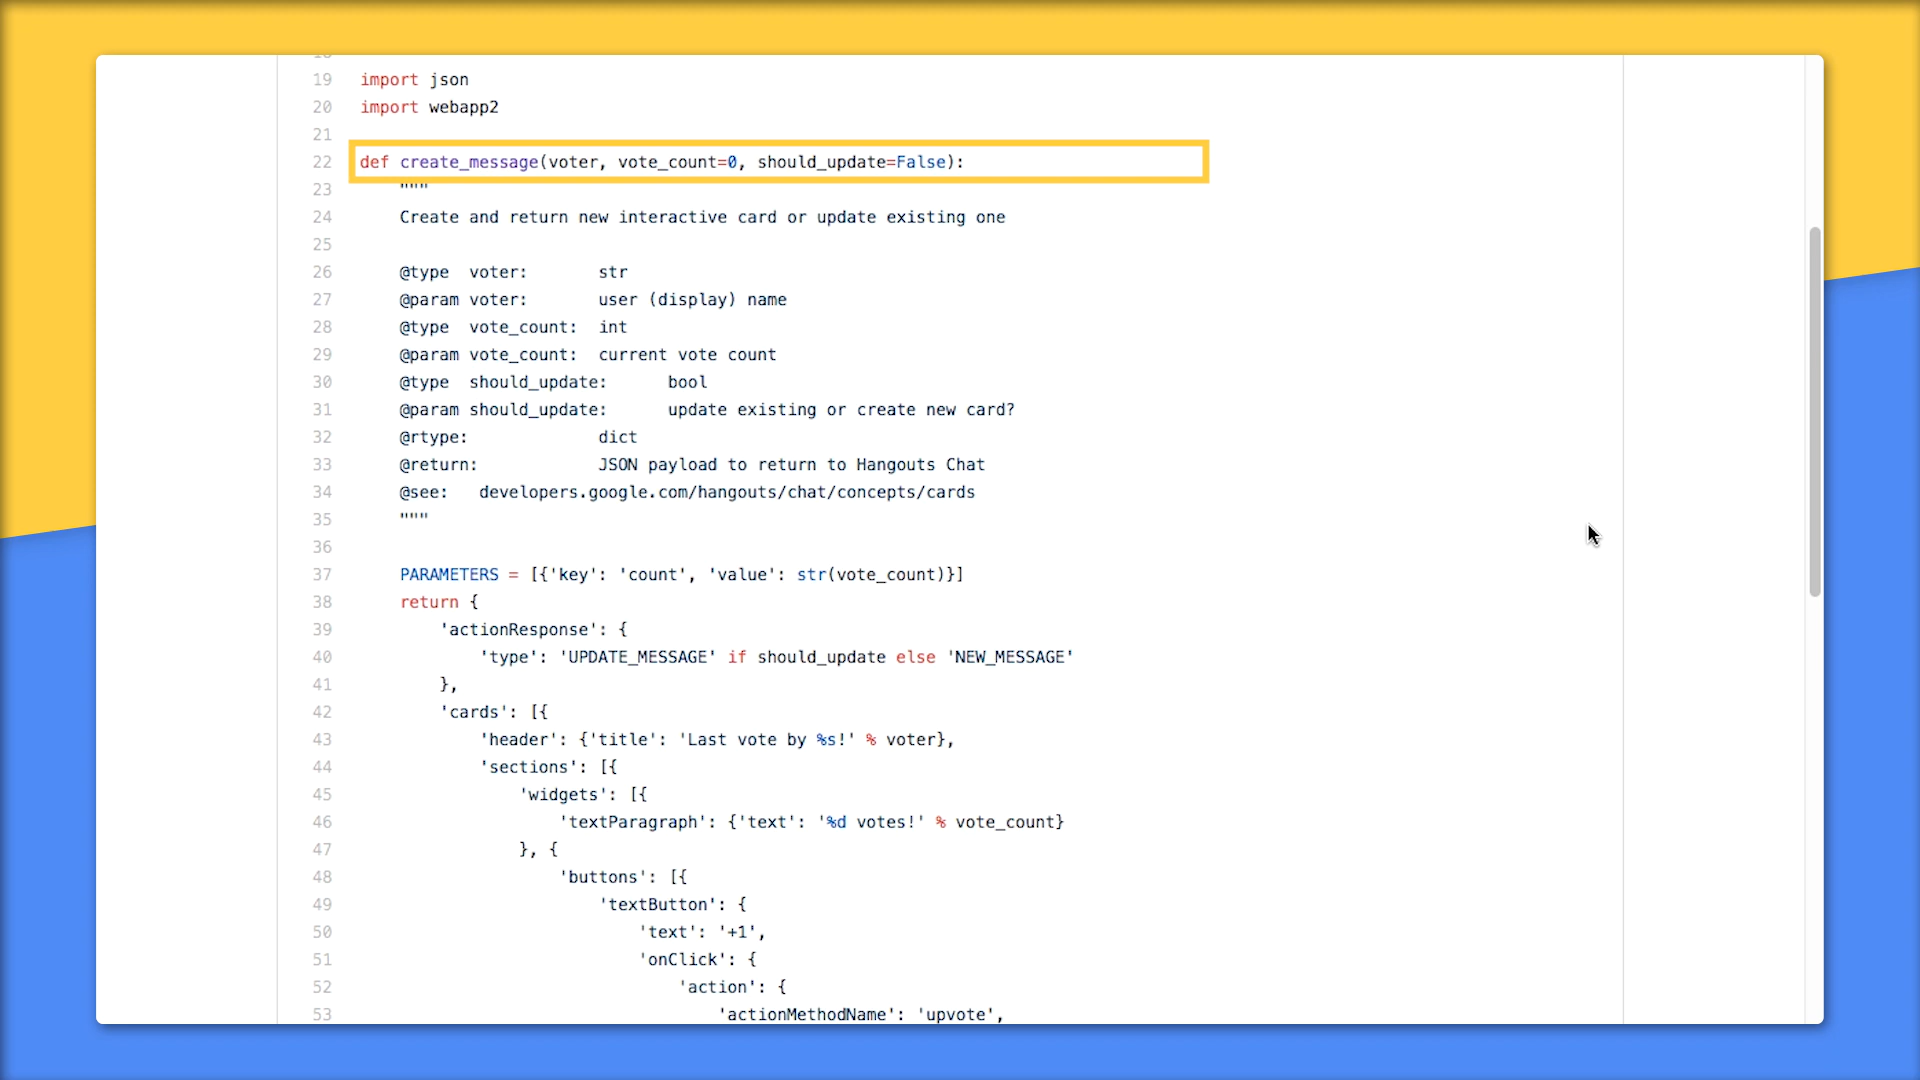 19 import json
20 import webapp2
21
22 def create_message(voter, vote_count=0, should_update=False):
23     """
24     Create and return new interactive card or update existing one
25
26     @type  voter:       str
27     @param voter:       user (display) name
28     @type  vote_count:  int
29     @param vote_count:  current vote count
30     @type  should_update:      bool
31     @param should_update:      update existing or create new card?
32     @rtype:             dict
33     @return:            JSON payload to return to Hangouts Chat
34     @see:   developers.google.com/hangouts/chat/concepts/cards
35     """
36
37     PARAMETERS = [{'key': 'count', 'value': str(vote_count)}]
38     return {
39         'actionResponse': {
40             'type': 'UPDATE_MESSAGE' if should_update else 'NEW_MESSAGE'
41         },
42         'cards': [{
43             'header': {'title': 'Last vote by %s!' % voter},
44             'sections': [{
45                 'widgets': [{
46                     'textParagraph': {'text': '%d votes!' % vote_count}
47                 }, {
48                     'buttons': [{
49                         'textButton': {
50                             'text': '+1',
51                             'onClick': {
52                                 'action': {
53                                     'actionMethodName': 'upvote',